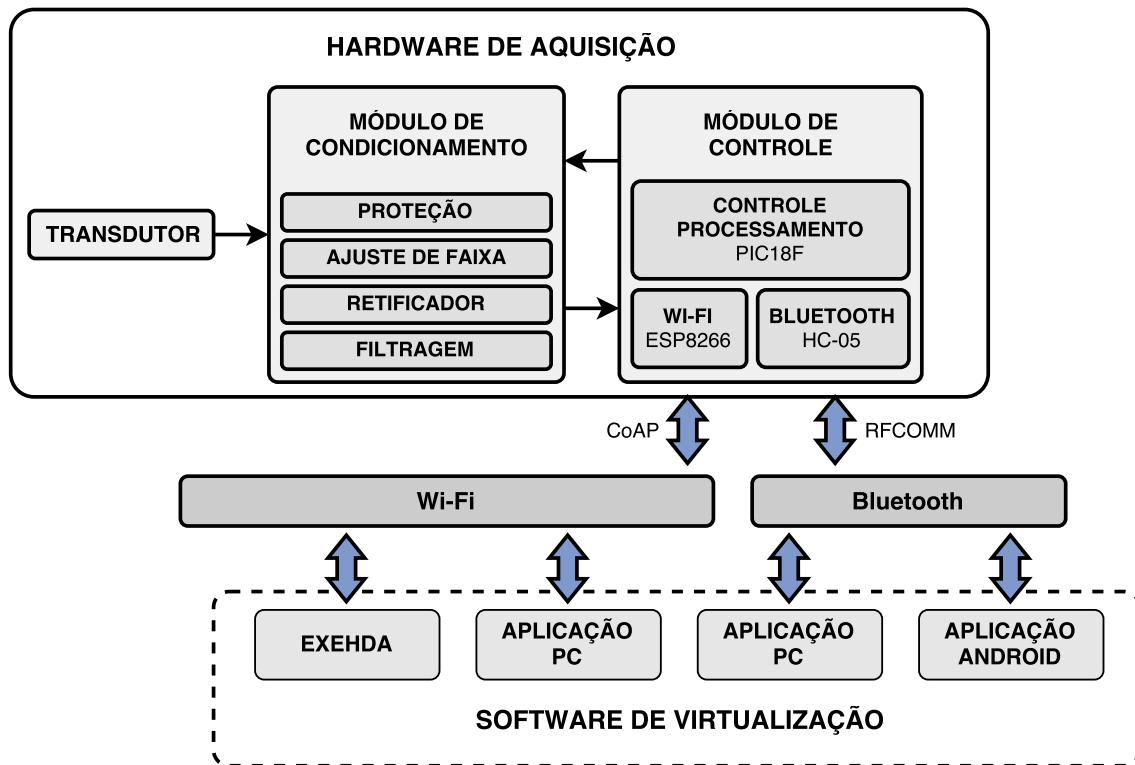 HARDWARE DE AQUISIÇÃO
MÓDULO DE
CONDICIONAMENTO
MÓDULO DE
CONTROLE
TRANSDUTOR
PROTEÇÃO
AJUSTE DE FAIXA
RETIFICADOR
FILTRAGEM
CONTROLE
PROCESSAMENTO
PIC18F
WI-FI
ESP8266
BLUETOOTH
HC-05
CoAP
RFCOMM
Wi-Fi
Bluetooth
EXEHDA
APLICAÇÃO
PC
APLICAÇÃO
PC
APLICAÇÃO
ANDROID
SOFTWARE DE VIRTUALIZAÇÃO